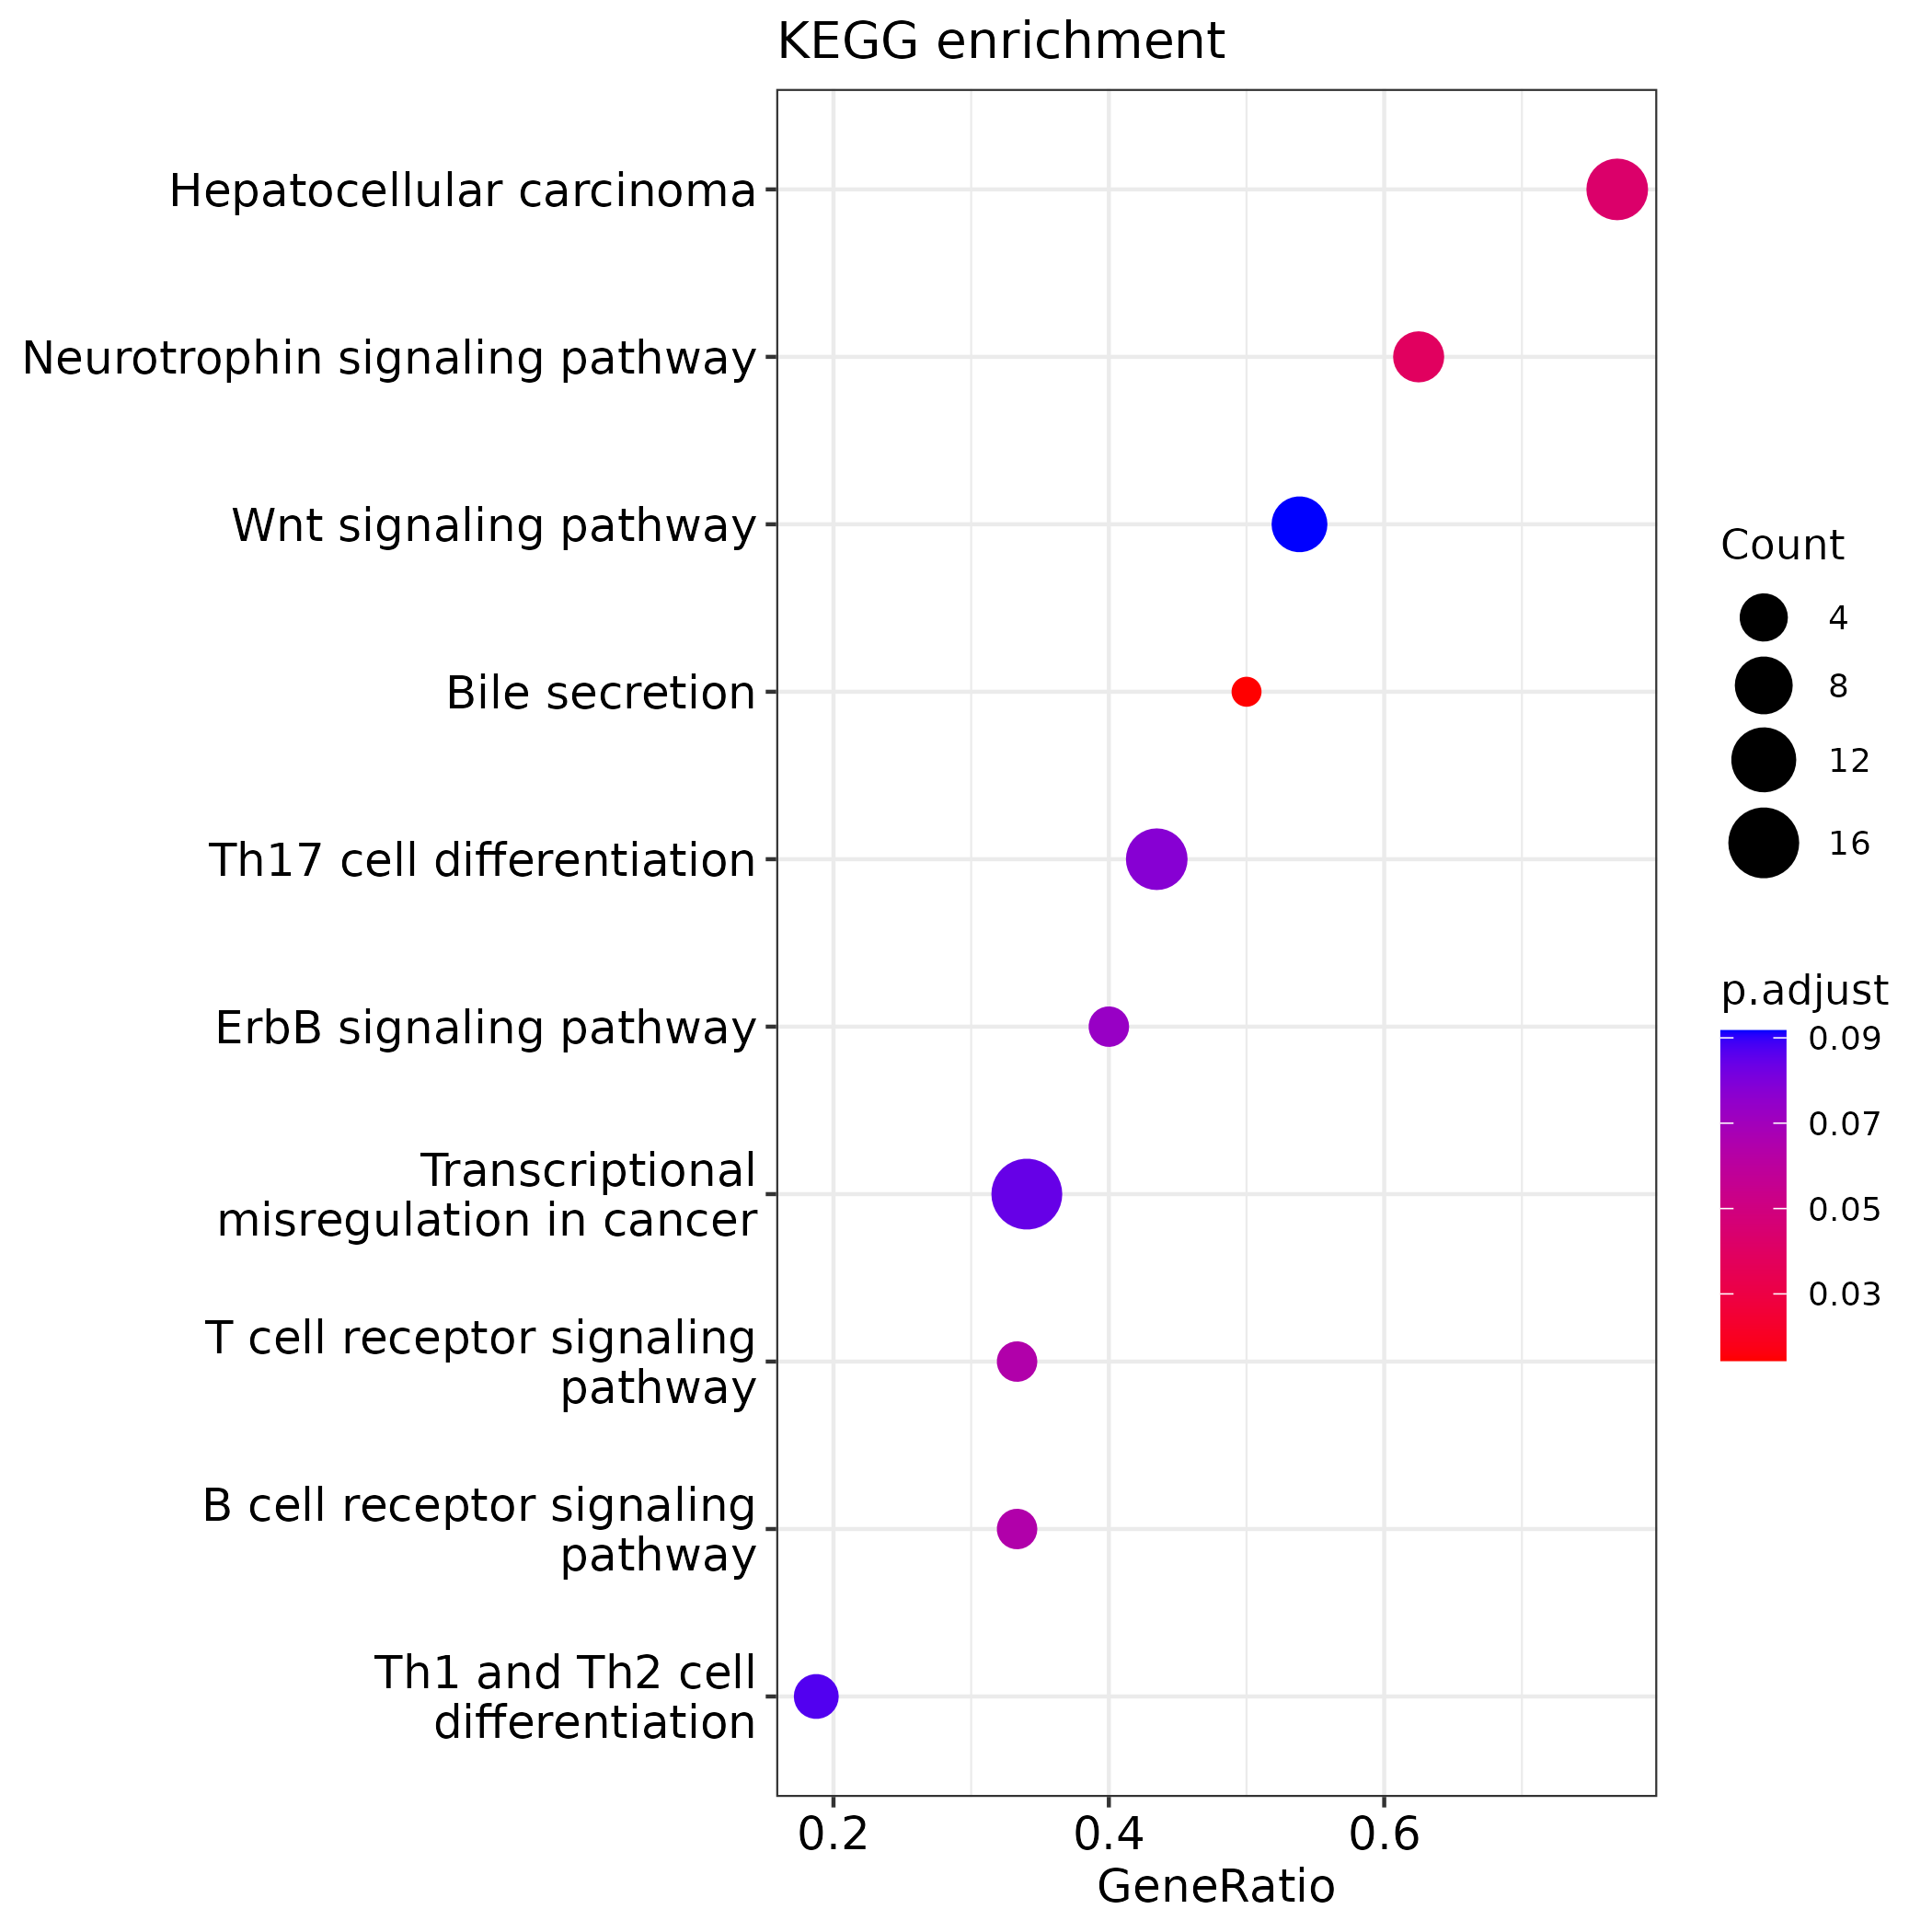 KEGG enrichment
Hepatocellular carcinoma
Neurotrophin signaling pathway
Wnt signaling pathway
Bile secretion
Th17 cell differentiation
ErbB signaling pathway
Transcriptional
misregulation in cancer
T cell receptor signaling
pathway
B cell receptor signaling
pathway
Th1 and Th2 cell
differentiation
0.2
0.4
0.6
GeneRatio
Count
4
8
12
16
p.adjust
0.09
0.07
0.05
0.03